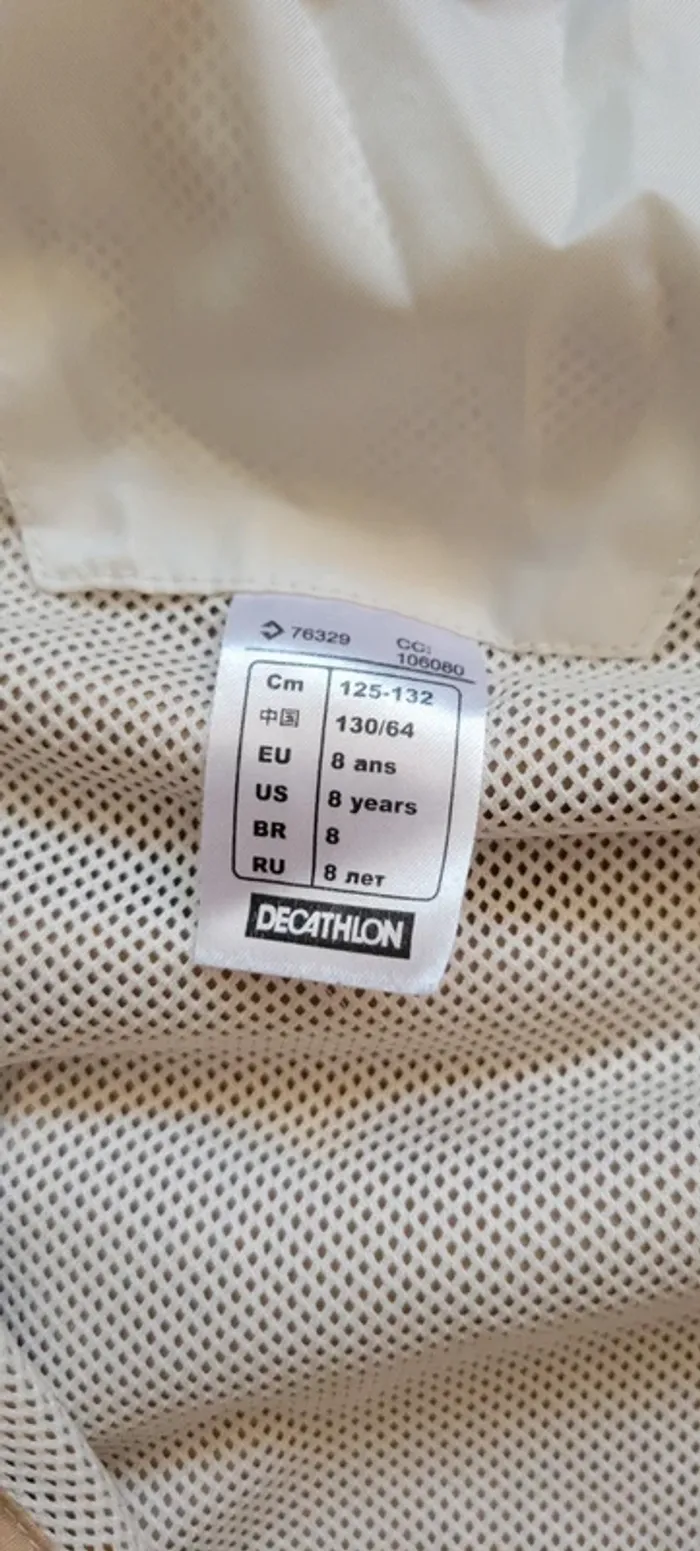 76329 CC:
106080
Cm 125-132
中国 130/64
EU 8 ans
US 8 years
BR 8
RU 8 лет
DECATHLON